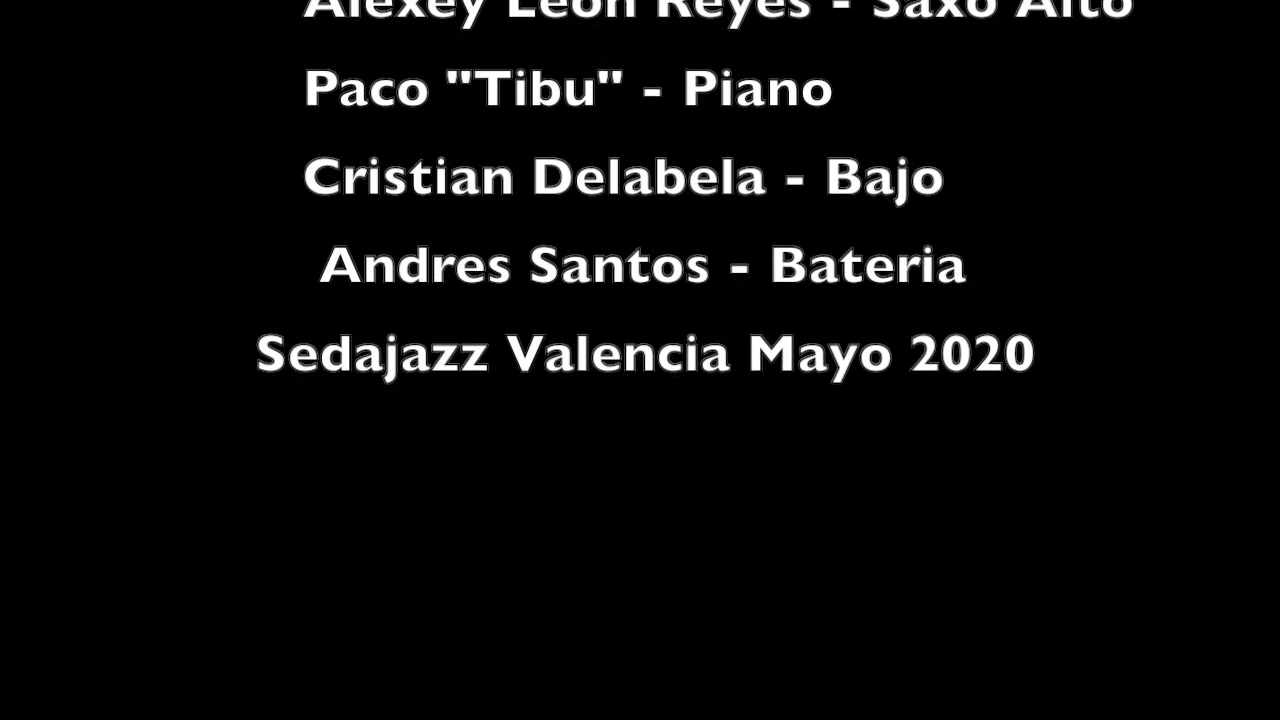 Alexey Leon Reyes - Saxo Alto
Paco "Tibu" - Piano
Cristian Delabela - Bajo
Andres Santos - Bateria
Sedajazz Valencia Mayo 2020